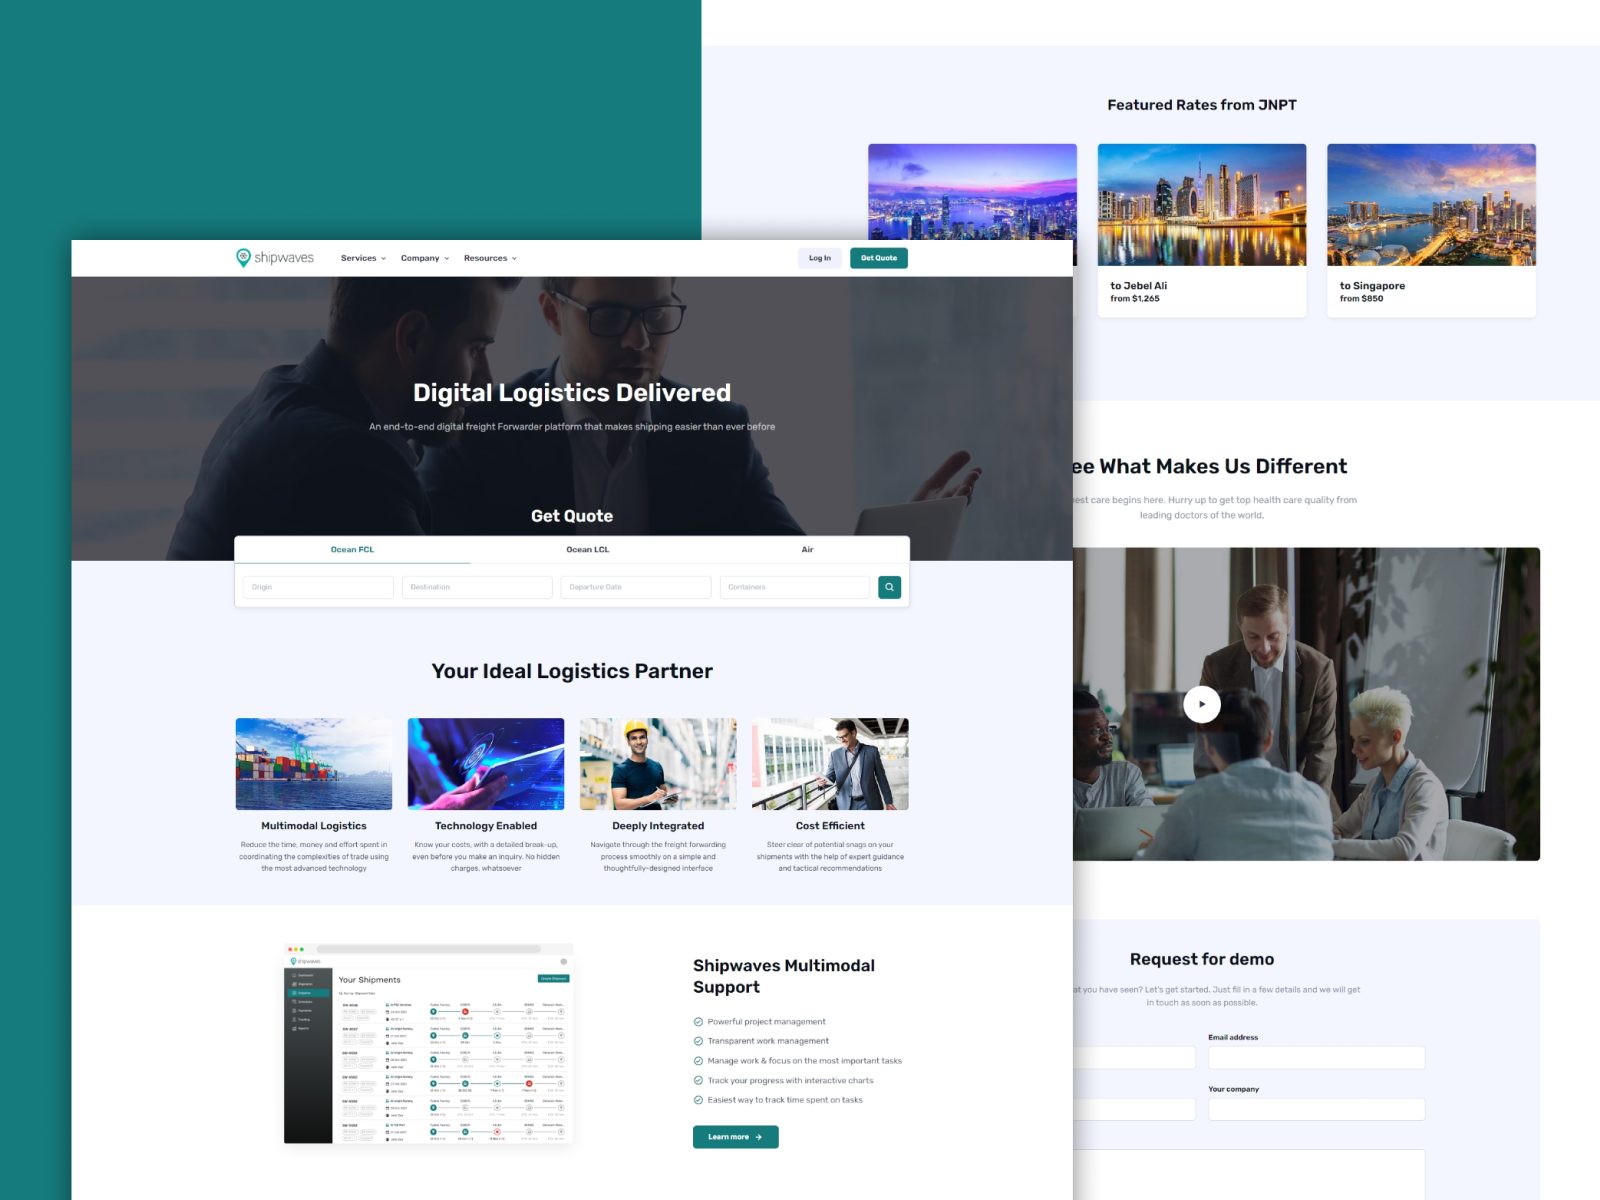 shipwaves
Services
Company
Resources
Log In
Get Quote
Digital Logistics Delivered
An end-to-end digital freight Forwarder platform that makes shipping easier than ever before
Get Quote
Ocean FCL
Ocean LCL
Air
Origin
Destination
Departure Date
Containers
Your Ideal Logistics Partner
Multimodal Logistics
Reduce the time, money and effort spent in
coordinating the complexities of trade using
the most advanced technology
Technology Enabled
Know your costs, with a detailed break-up,
even before you make an inquiry. No hidden
charges, whatsoever
Deeply Integrated
Navigate through the freight forwarding
process smoothly on a simple and
thoughtfully-designed interface
Cost Efficient
Steer clear of potential snags on your
shipments with the help of expert guidance
and tactical recommendations
shipwaves
Your Shipments
Shipwaves Multimodal
Support
Powerful project management
Transparent work management
Manage work & focus on the most important tasks
Track your progress with interactive charts
Easiest way to track time spent on tasks
Learn more
Featured Rates from JNPT
to Jebel Ali
from $1,265
to Singapore
from $850
ee What Makes Us Different
est care begins here. Hurry up to get top health care quality from
leading doctors of the world.
Request for demo
at you have seen? Let's get started. Just fill in a few details and we will get
in touch as soon as possible.
Email address
Your company